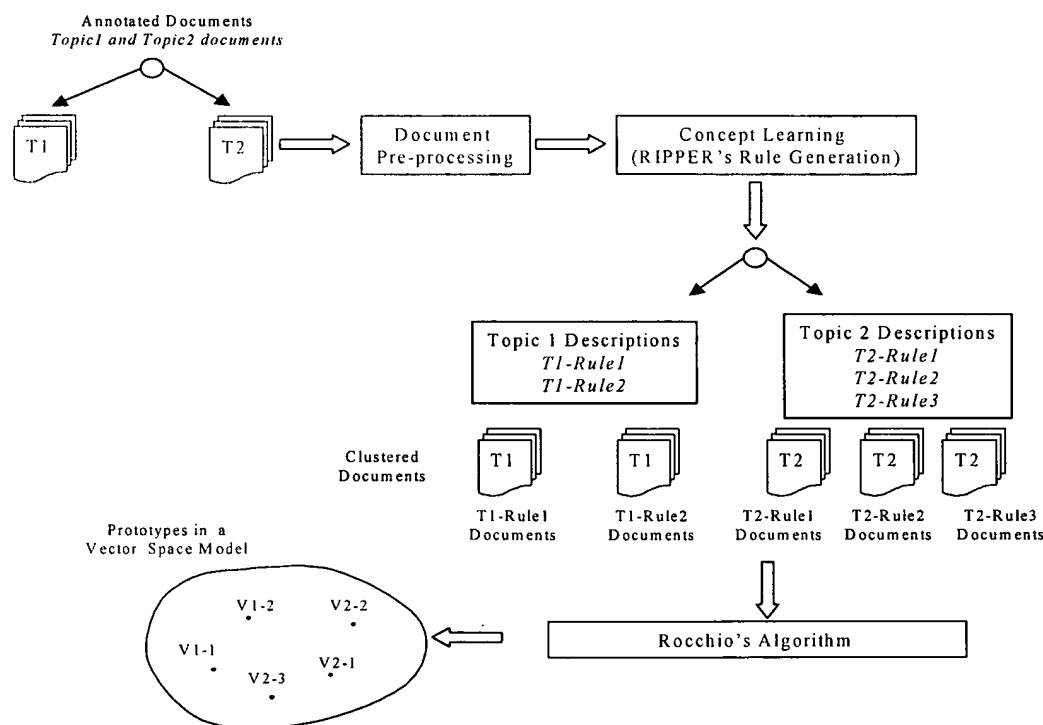 Annotated Documents
Topic1 and Topic2 documents
T1
T2
Document
Pre-processing
Concept Learning
(RIPPER's Rule Generation)
Topic 1 Descriptions
T1-Rule1
T1-Rule2
Topic 2 Descriptions
T2-Rule1
T2-Rule2
T2-Rule3
Clustered
Documents
T1
T1
T2
T2
T2
T1-Rule1
Documents
T1-Rule2
Documents
T2-Rule1
Documents
T2-Rule2
Documents
T2-Rule3
Documents
Prototypes in a
Vector Space Model
V1-2
V2-2
V1-1
V2-1
V2-3
Rocchio's Algorithm